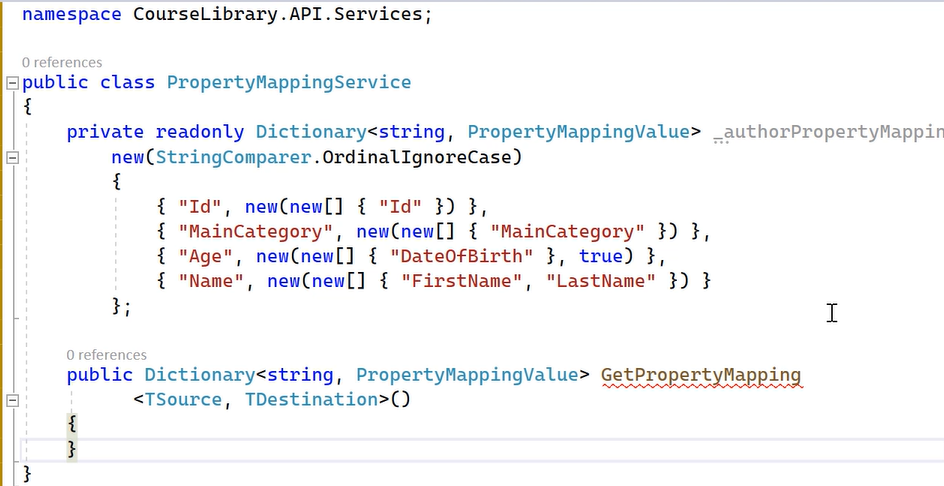 namespace CourseLibrary.API.Services;
0 references
public class PropertyMappingService
{
private readonly Dictionary<string, PropertyMappingValue> _authorPropertyMappin
new(StringComparer.OrdinalIgnoreCase)
{
{ "Id", new(new[] { "Id" }) },
{ "MainCategory", new(new[] { "MainCategory" }) },
{ "Age", new(new[] { "DateOfBirth" }, true) },
{ "Name", new(new[] { "FirstName", "LastName" }) }
};
0 references
public Dictionary<string, PropertyMappingValue> GetPropertyMapping
<TSource, TDestination>()
{
}
}